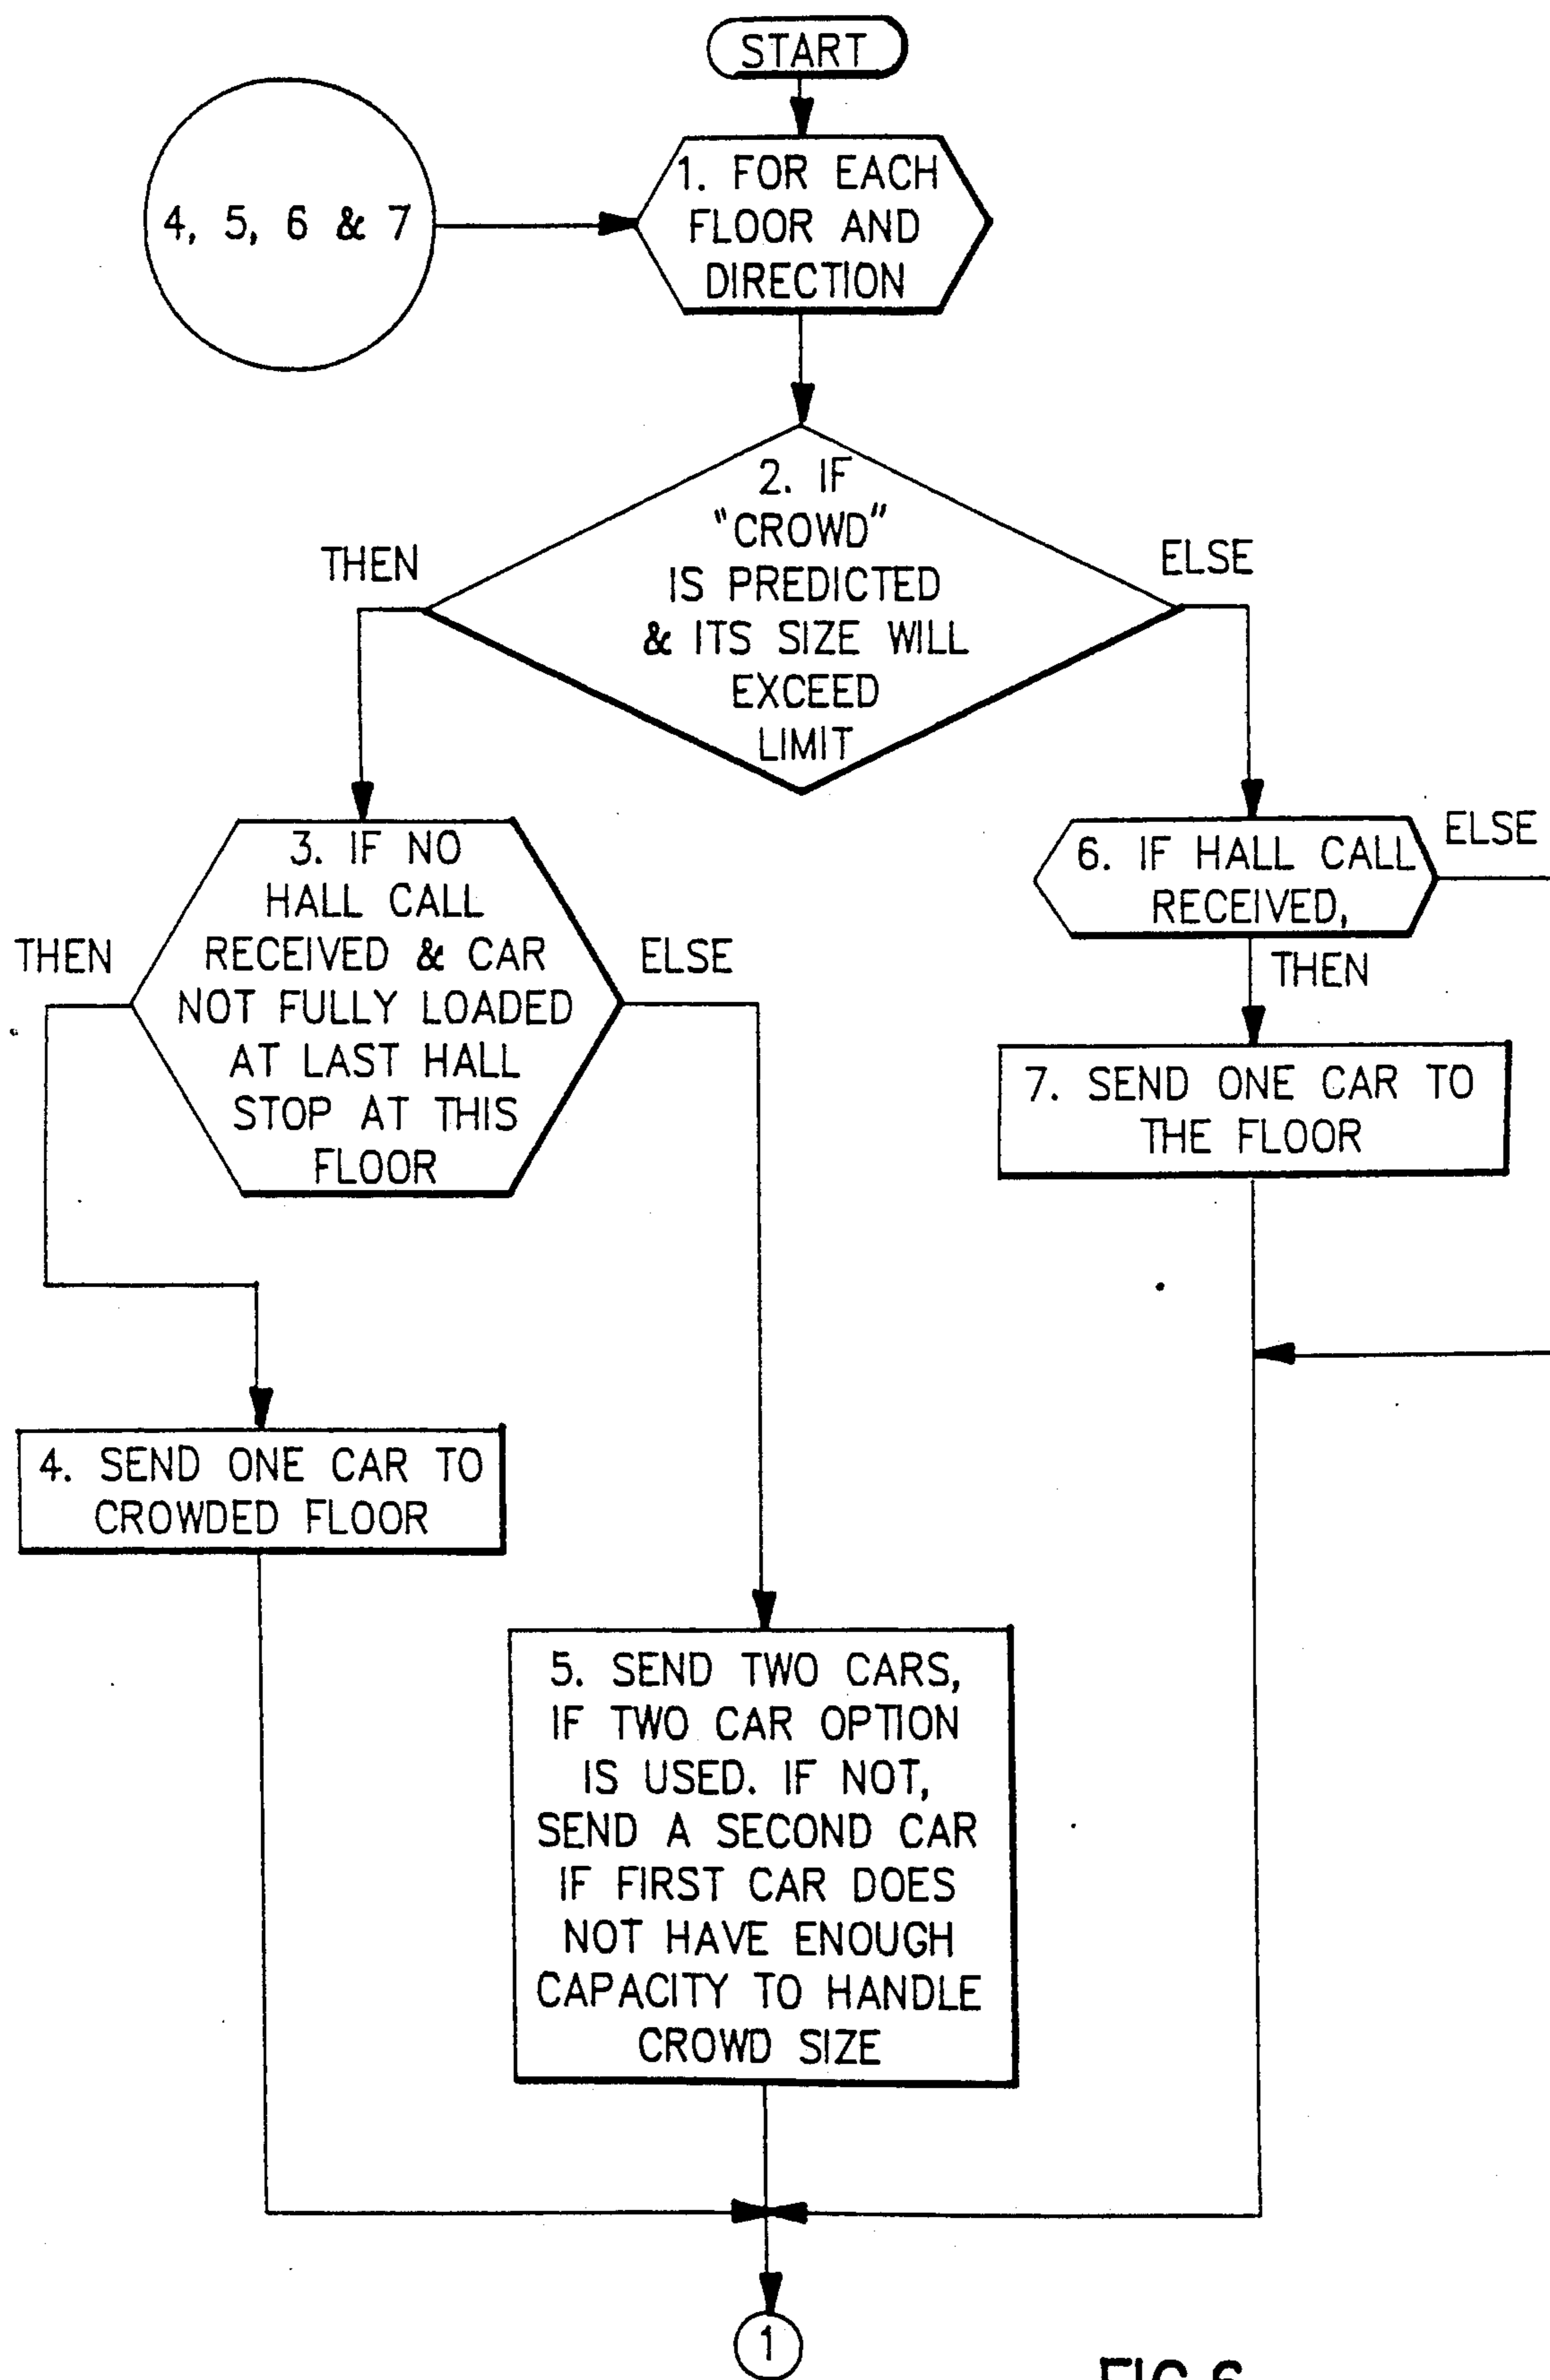 START
4, 5, 6 & 7
1. FOR EACH
FLOOR AND
DIRECTION
2. IF
"CROWD"
IS PREDICTED
& ITS SIZE WILL
EXCEED
LIMIT
THEN
ELSE
3. IF NO
HALL CALL
RECEIVED & CAR
NOT FULLY LOADED
AT LAST HALL
STOP AT THIS
FLOOR
THEN
ELSE
6. IF HALL CALL
RECEIVED,
ELSE
THEN
7. SEND ONE CAR TO
THE FLOOR
4. SEND ONE CAR TO
CROWDED FLOOR
5. SEND TWO CARS,
IF TWO CAR OPTION
IS USED. IF NOT,
SEND A SECOND CAR
IF FIRST CAR DOES
NOT HAVE ENOUGH
CAPACITY TO HANDLE
CROWD SIZE
1
FIG.6